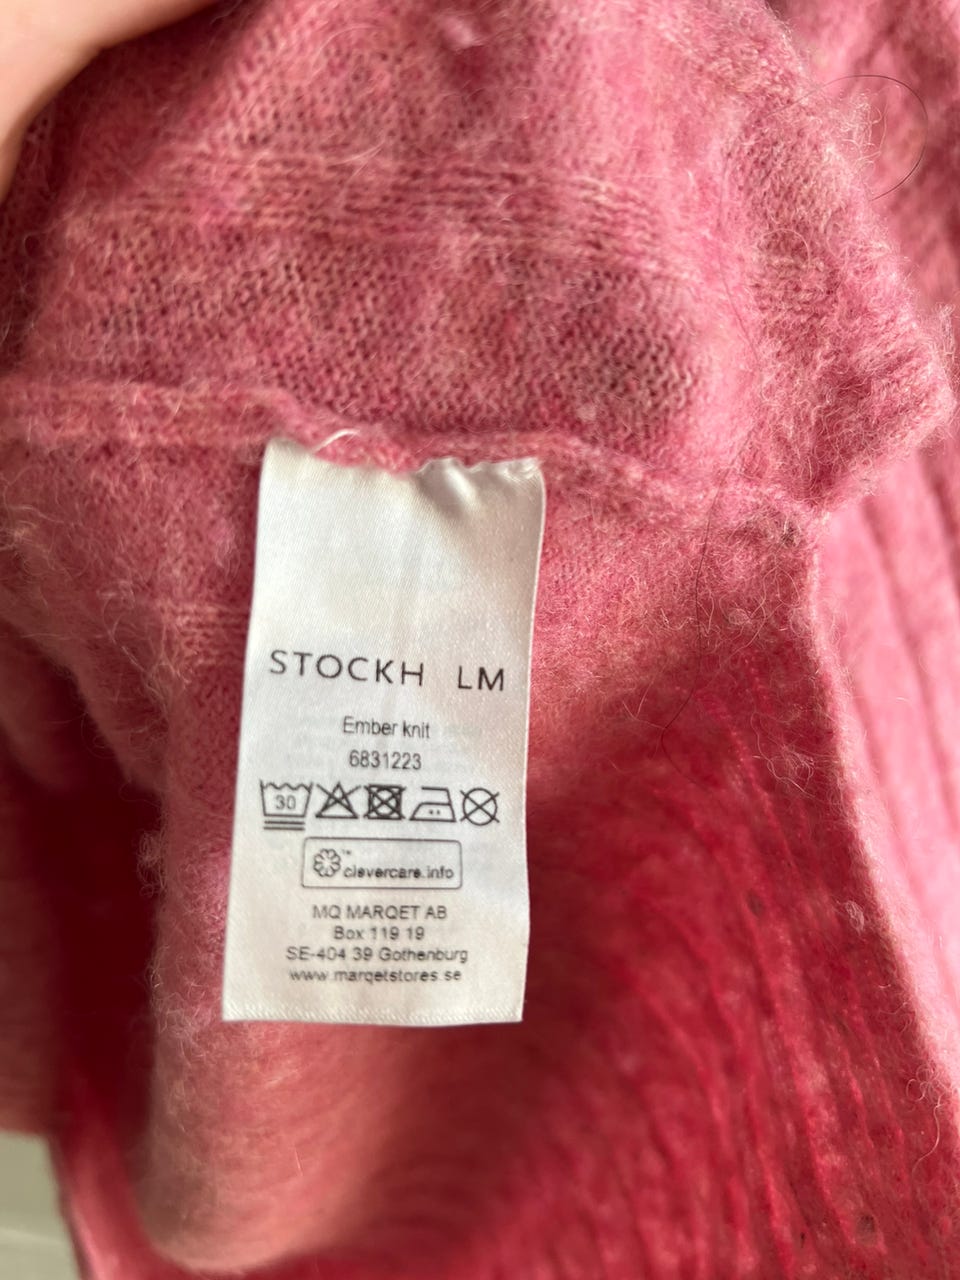 STOCKH LM
Ember knit
6831223
30
™
clevercare.info
MQ MARQET AB
Box 119 19
SE-404 39 Gothenburg
www.marqetstores.se